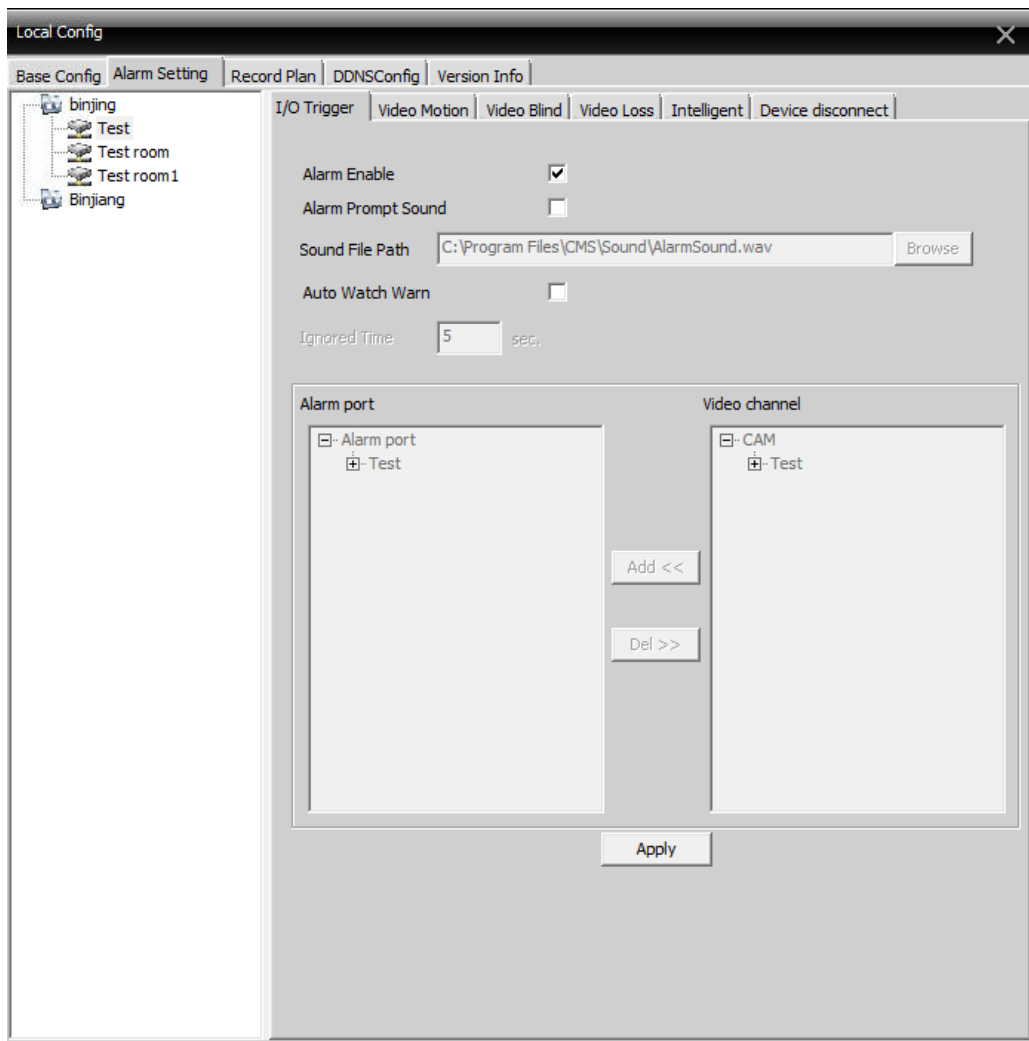 Local Config
Base Config Alarm Setting Record Plan DDNSConfig Version Info
binjing
Test
Test room
Test room1
Binjiang
I/O Trigger Video Motion Video Blind Video Loss Intelligent Device disconnect
Alarm Enable
Alarm Prompt Sound
Sound File Path C:\Program Files\CMS\Sound\AlarmSound.wav Browse
Auto Watch Warn
Ignored Time 5 sec.
Alarm port Video channel
Alarm port CAM
Test Test
Add <<
Del >>
Apply